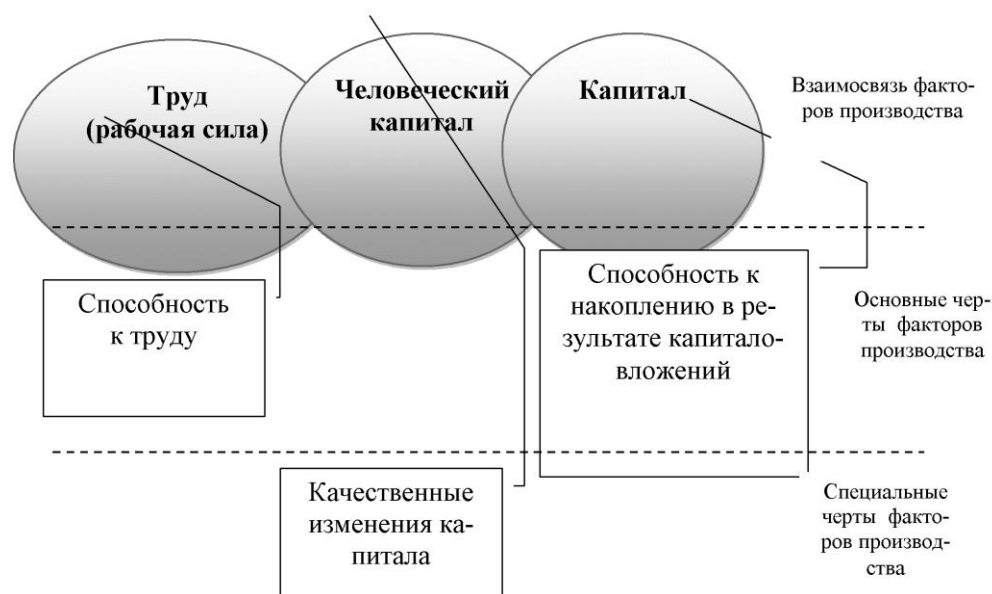 Труд
(рабочая сила)
Человеческий
капитал
Капитал
Взаимосвязь факто-
ров производства
Способность
к труду
Способность к
накоплению в ре-
зультате капитало-
вложений
Основные чер-
ты факторов
производства
Качественные
изменения ка-
питала
Специальные
черты факто-
ров производ-
ства